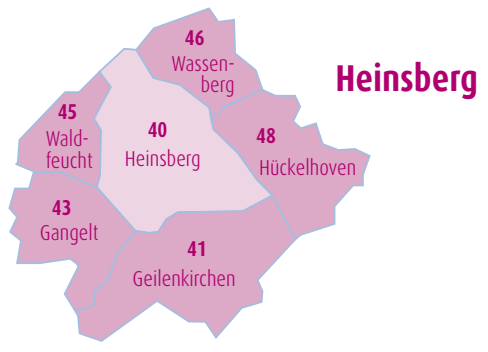 46
Wassen-
berg
Heinsberg
45
Wald-
feucht
40
Heinsberg
48
Hückelhoven
43
Gangelt
41
Geilenkirchen